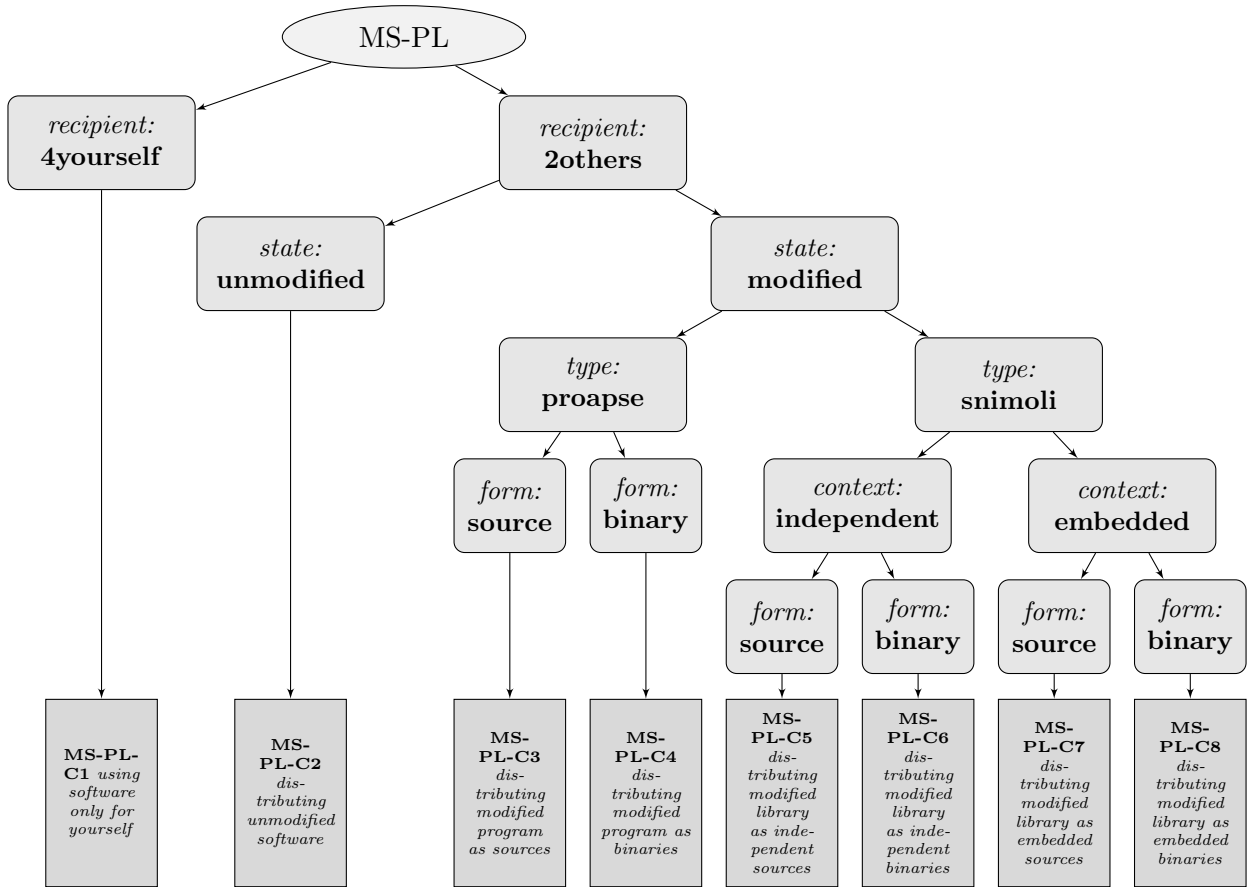 MS-PL
recipient:
4yourself
recipient:
2others
state:
unmodified
state:
modified
type:
proapse
type:
snimoli
form:
source
form:
binary
context:
independent
context:
embedded
form:
source
form:
binary
form:
source
form:
binary
MS-PL-
C1 using
software
only for
yourself
MS-
PL-C2
dis-
tributing
unmodified
software
MS-
PL-C3
dis-
tributing
modified
program
as sources
MS-
PL-C4
dis-
tributing
modified
program as
binaries
MS-
PL-C5
dis-
tributing
modified
library
as inde-
pendent
sources
MS-
PL-C6
dis-
tributing
modified
library
as inde-
pendent
binaries
MS-
PL-C7
dis-
tributing
modified
library as
embedded
sources
MS-
PL-C8
dis-
tributing
modified
library as
embedded
binaries